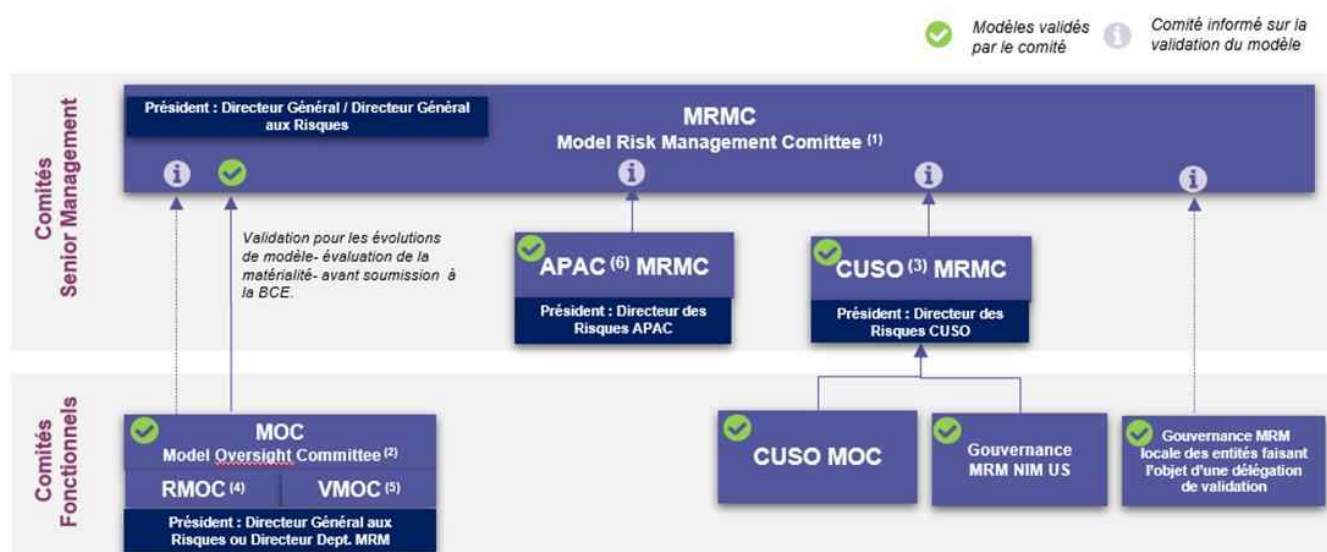 Modèles validés
par le comité
Comité informé sur la
validation du modèle
Comités
Senior Management
Président : Directeur Général / Directeur Général
aux Risques
MRMC
Model Risk Management Comittee (1)
Validation pour les évolutions
de modèle- évaluation de la
matérialité- avant soumission à
la BCE.
APAC (6) MRMC
Président : Directeur des
Risques APAC
CUSO (3) MRMC
Président : Directeur des
Risques CUSO
Comités
Fonctionnels
MOC
Model Oversight Committee (2)
RMOC (4)
VMOC (5)
Président : Directeur Général aux
Risques ou Directeur Dept. MRM
CUSO MOC
Gouvernance
MRM NIM US
Gouvernance MRM
locale des entités faisant
l'objet d'une délégation
de validation